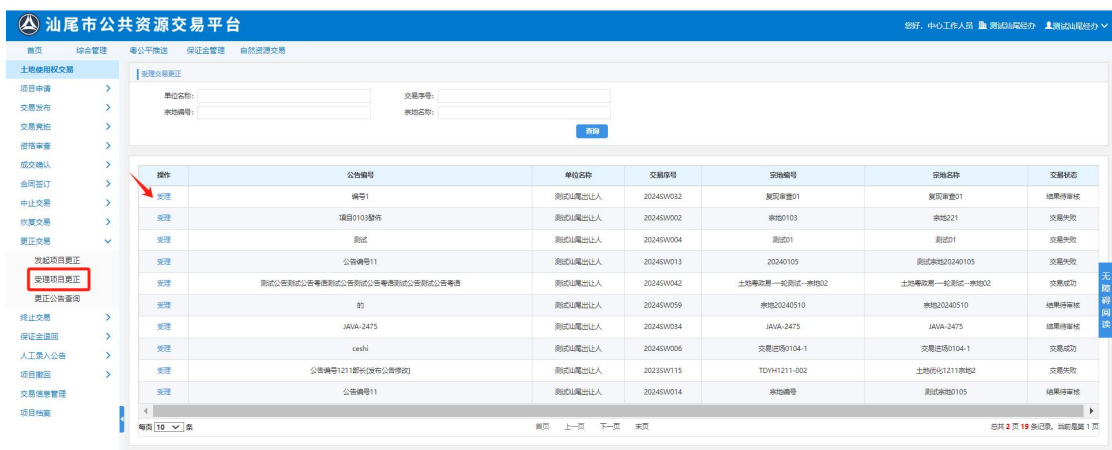 汕尾市公共资源交易平台
您好，中心工作人员 测试汕尾经办 测试汕尾经办
首页 综合管理 粤公平推送 保证金管理 自然资源交易
土地使用权交易
项目申请
交易发布
交易竞拍
资格审查
成交确认
合同签订
中止交易
恢复交易
更正交易
发起项目更正
受理项目更正
更正公告查询
终止交易
保证金退回
人工录入公告
项目撤回
交易信息管理
项目档案
受理交易更正
单位名称： 交易序号：
宗地编号： 宗地名称：
查询
操作 公告编号 单位名称 交易序号 宗地编号 宗地名称 交易状态
受理 编号1 测试汕尾出让人 2024SW032 复现审查01 复现审查01 结果待审核
受理 项目0103發佈 测试汕尾出让人 2024SW002 宗地0103 宗地221 交易失败
受理 测试 测试汕尾出让人 2024SW004 测试01 测试01 交易失败
受理 公告编号11 测试汕尾出让人 2024SW013 20240105 测试宗地20240105 交易失败
受理 测试公告测试公告粤语测试公告测试公告粤语测试公告测试公告粤语 测试汕尾出让人 2024SW042 土地粤政易-一轮测试--宗地02 土地粤政易-一轮测试--宗地02 交易成功
受理 的 测试汕尾出让人 2024SW059 宗地20240510 宗地20240510 结果待审核
受理 JAVA-2475 测试汕尾出让人 2024SW034 JAVA-2475 JAVA-2475 结果待审核
受理 ceshi 测试汕尾出让人 2024SW006 交易进场0104-1 交易进场0104-1 交易成功
受理 公告编号1211部长[发布公告修改] 测试汕尾出让人 2023SW115 TDYH1211-002 土地优化1211宗地2 交易失败
受理 公告编号11 测试汕尾出让人 2024SW014 宗地编号 测试宗地0105 结果待审核
每页 10 条 首页 上一页 下一页 末页 总共 2 页 19 条记录，当前是第 1 页
无障碍阅读